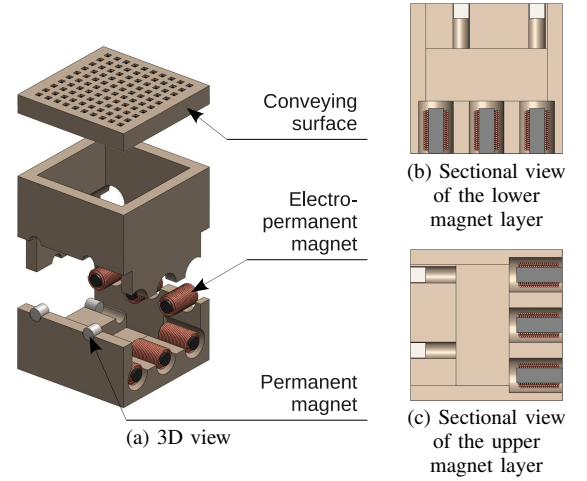 Conveying
surface
Electro-
permanent
magnet
Permanent
magnet
(a) 3D view
(b) Sectional view
of the lower
magnet layer
(c) Sectional view
of the upper
magnet layer